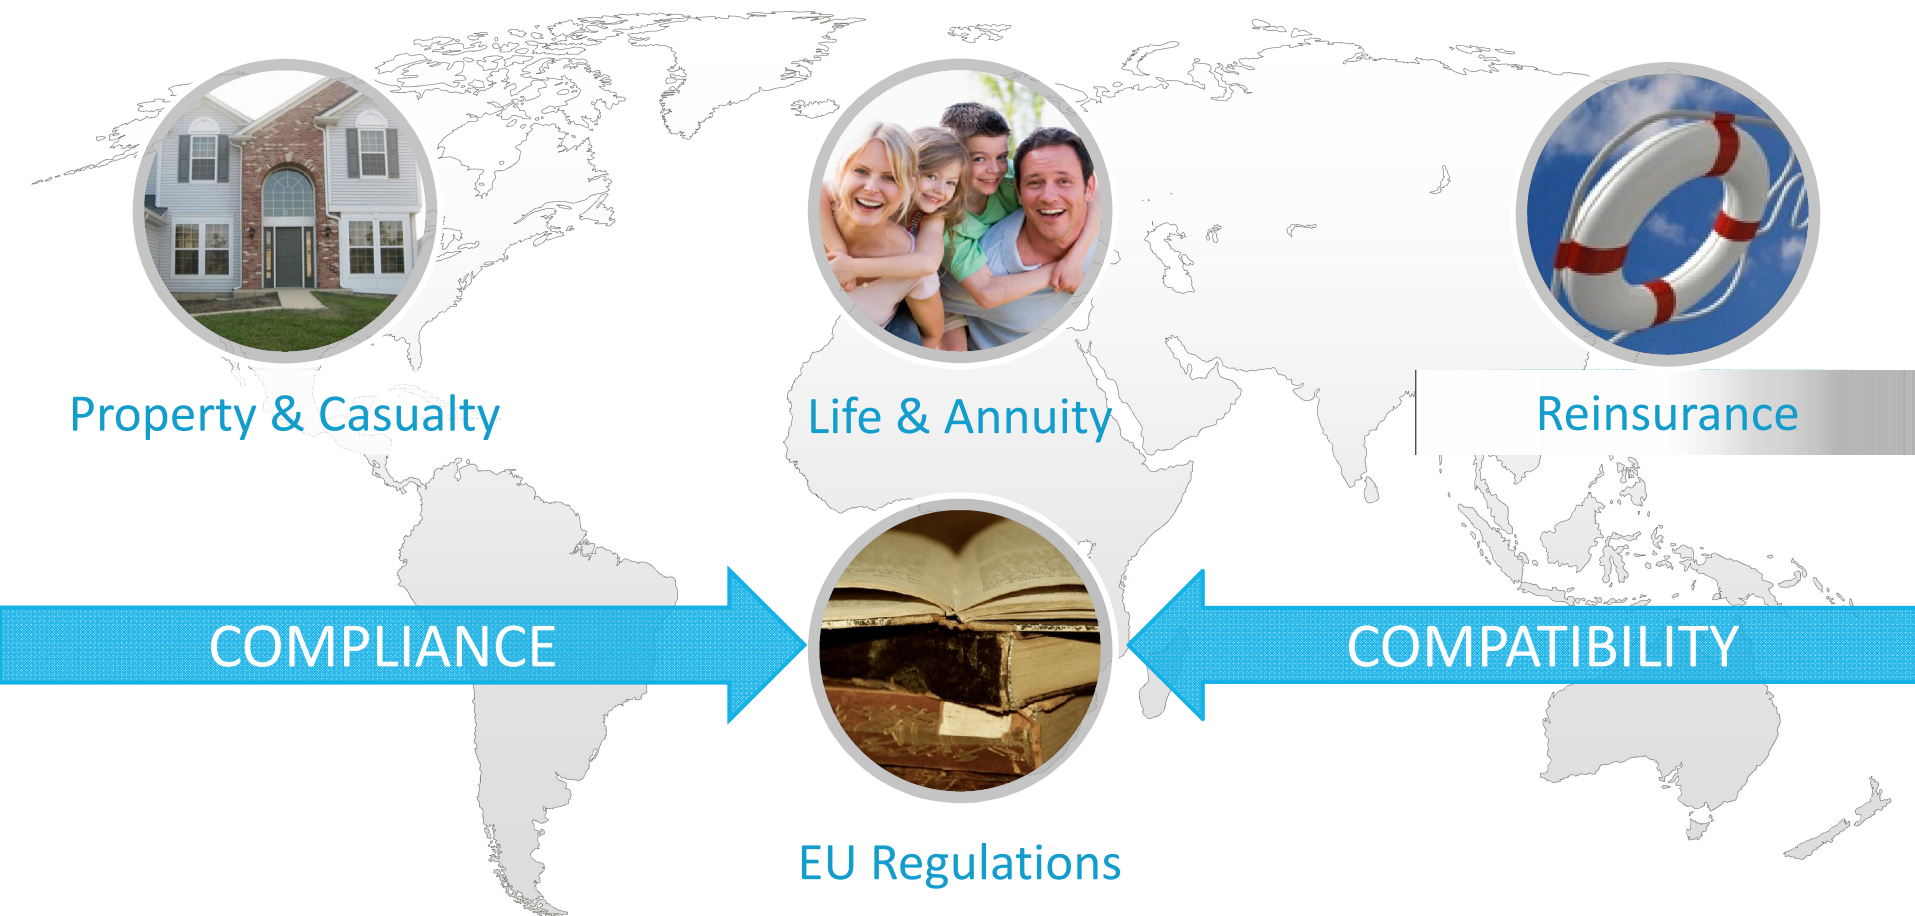 Property & Casualty
Life & Annuity
Reinsurance
COMPLIANCE
COMPATIBILITY
EU Regulations